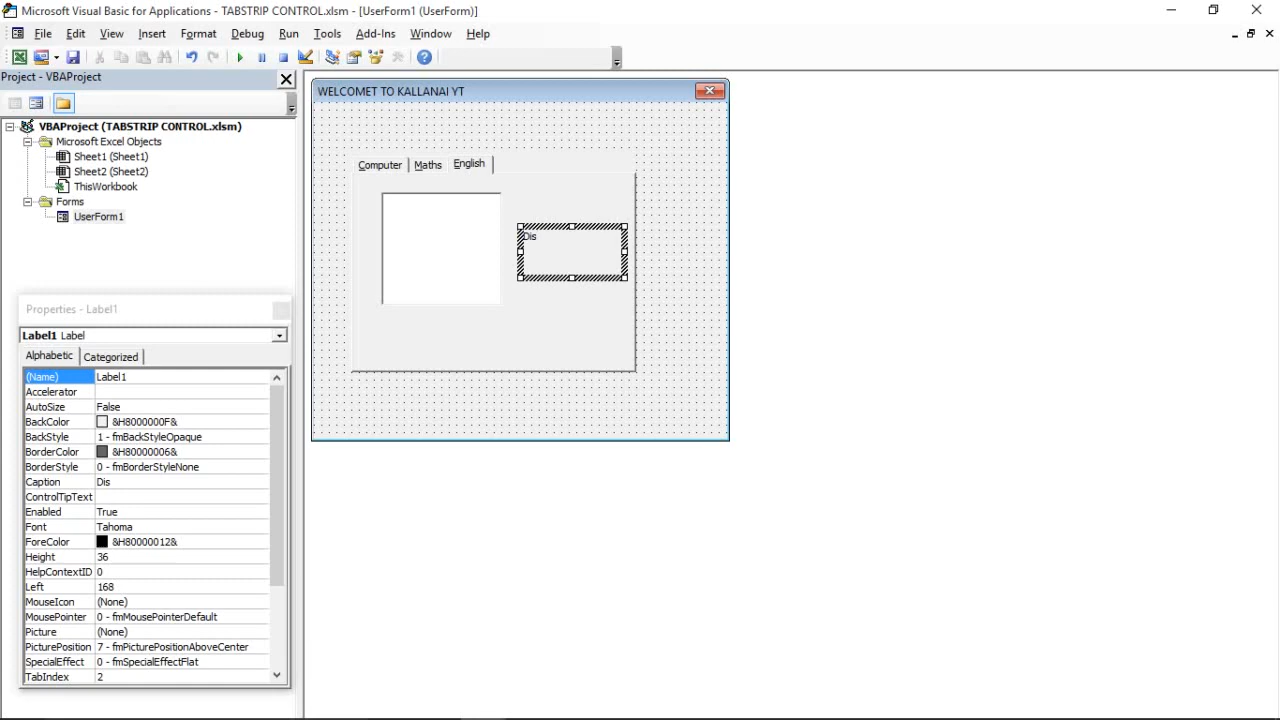 Microsoft Visual Basic for Applications - TABSTRIP CONTROL.xlsm - [UserForm1 (UserForm)]
File Edit View Insert Format Debug Run Tools Add-Ins Window Help
Project - VBAProject
VBAProject (TABSTRIP CONTROL.xlsm)
Microsoft Excel Objects
Sheet1 (Sheet1)
Sheet2 (Sheet2)
ThisWorkbook
Forms
UserForm1
WELCOMET TO KALLANAI YT
Computer Maths English
Dis
Properties - Label1
Label1 Label
Alphabetic Categorized
(Name) Label1
Accelerator
AutoSize False
BackColor &H8000000F&
BackStyle 1 - fmBackStyleOpaque
BorderColor &H80000006&
BorderStyle 0 - fmBorderStyleNone
Caption Dis
ControlTipText
Enabled True
Font Tahoma
ForeColor &H80000012&
Height 36
HelpContextID 0
Left 168
MouseIcon (None)
MousePointer 0 - fmMousePointerDefault
Picture (None)
PicturePosition 7 - fmPicturePositionAboveCenter
SpecialEffect 0 - fmSpecialEffectFlat
TabIndex 2